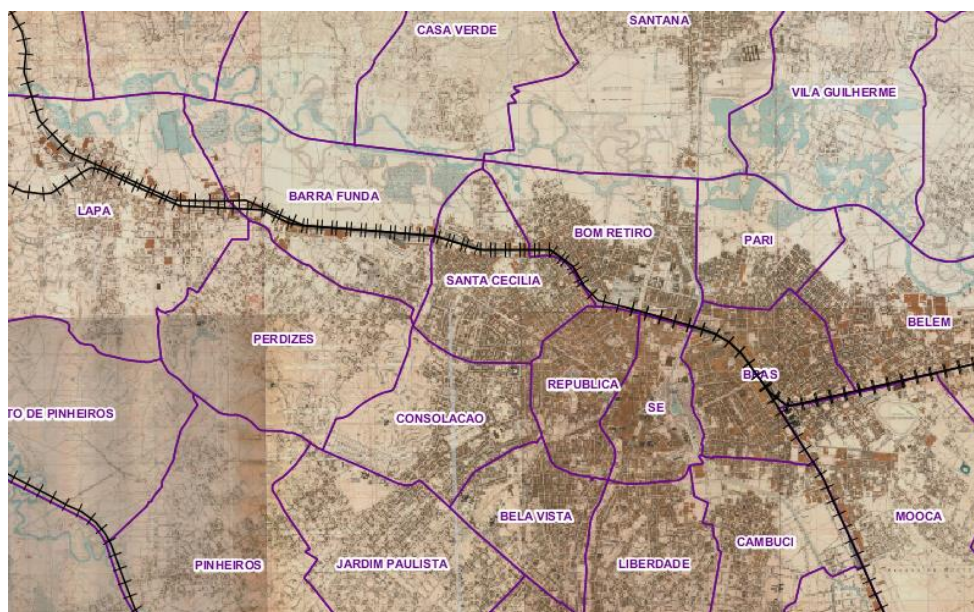 SANTANA
CASA VERDE
VILA GUILHERME
BARRA FUNDA
LAPA
BOM RETIRO
PARI
SANTA CECILIA
BELEM
PERDIZES
BRAS
REPUBLICA
SE
TO DE PINHEIROS
CONSOLACAO
BELA VISTA
MOOCA
CAMBUCI
PINHEIROS
JARDIM PAULISTA
LIBERDADE